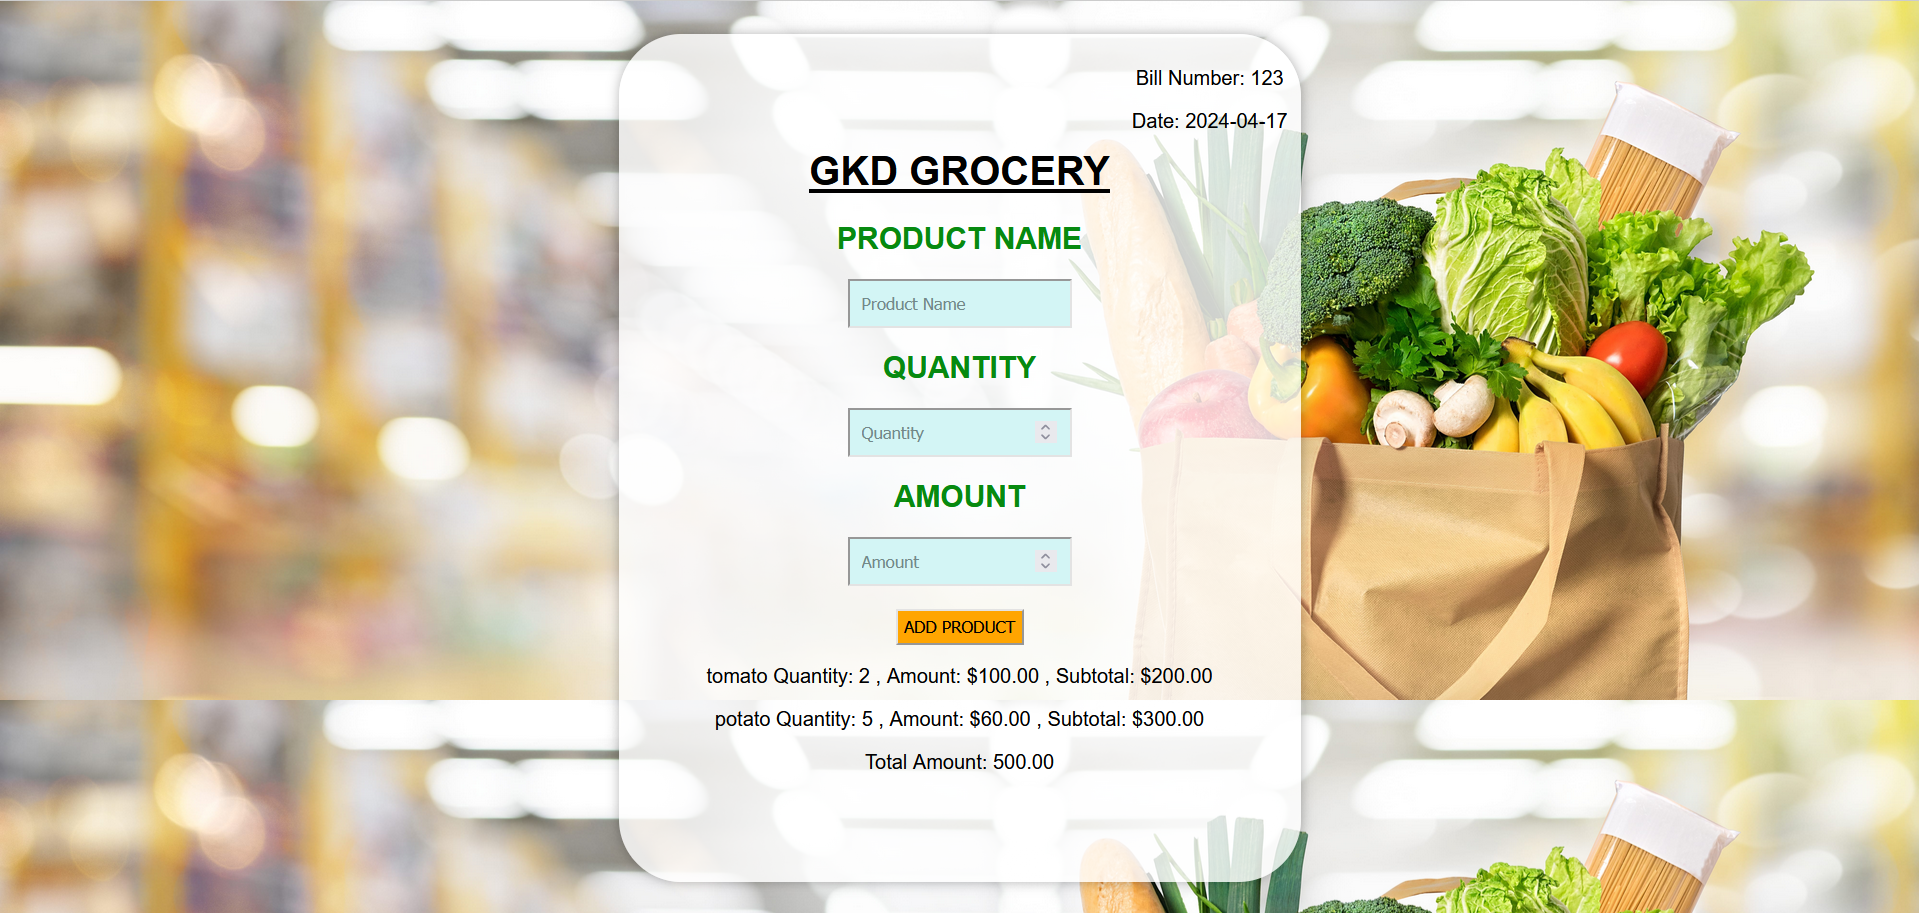 Bill Number: 123
Date: 2024-04-17
GKD GROCERY
PRODUCT NAME
Product Name
QUANTITY
Quantity
AMOUNT
Amount
ADD PRODUCT
tomato Quantity: 2 , Amount: $100.00 , Subtotal: $200.00
potato Quantity: 5 , Amount: $60.00 , Subtotal: $300.00
Total Amount: 500.00